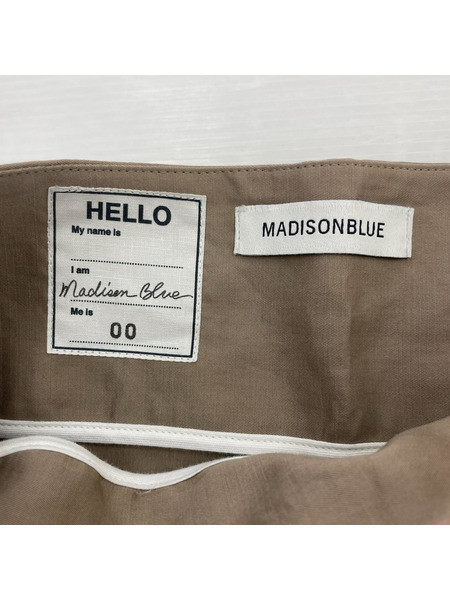 HELLO
My name is
I am
Madison Blue
Me is
00
MADISONBLUE